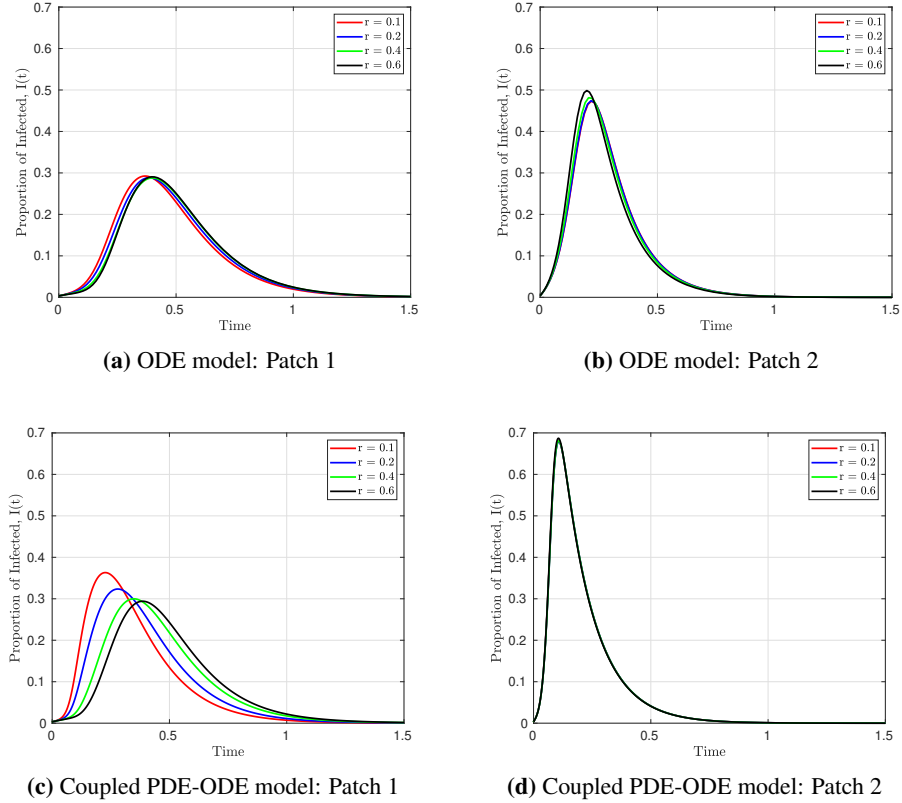 0.7
0.6
0.5
0.4
0.3
0.2
0.1
0
Proportion of Infected, I(t)
r = 0.1
r = 0.2
r = 0.4
r = 0.6
0 0.5 1 1.5
Time
(a) ODE model: Patch 1
0.7
0.6
0.5
0.4
0.3
0.2
0.1
0
Proportion of Infected, I(t)
r = 0.1
r = 0.2
r = 0.4
r = 0.6
0 0.5 1 1.5
Time
(b) ODE model: Patch 2
0.7
0.6
0.5
0.4
0.3
0.2
0.1
0
Proportion of Infected, I(t)
r = 0.1
r = 0.2
r = 0.4
r = 0.6
0 0.5 1 1.5
Time
(c) Coupled PDE-ODE model: Patch 1
0.7
0.6
0.5
0.4
0.3
0.2
0.1
0
Proportion of Infected, I(t)
r = 0.1
r = 0.2
r = 0.4
r = 0.6
0 0.5 1 1.5
Time
(d) Coupled PDE-ODE model: Patch 2